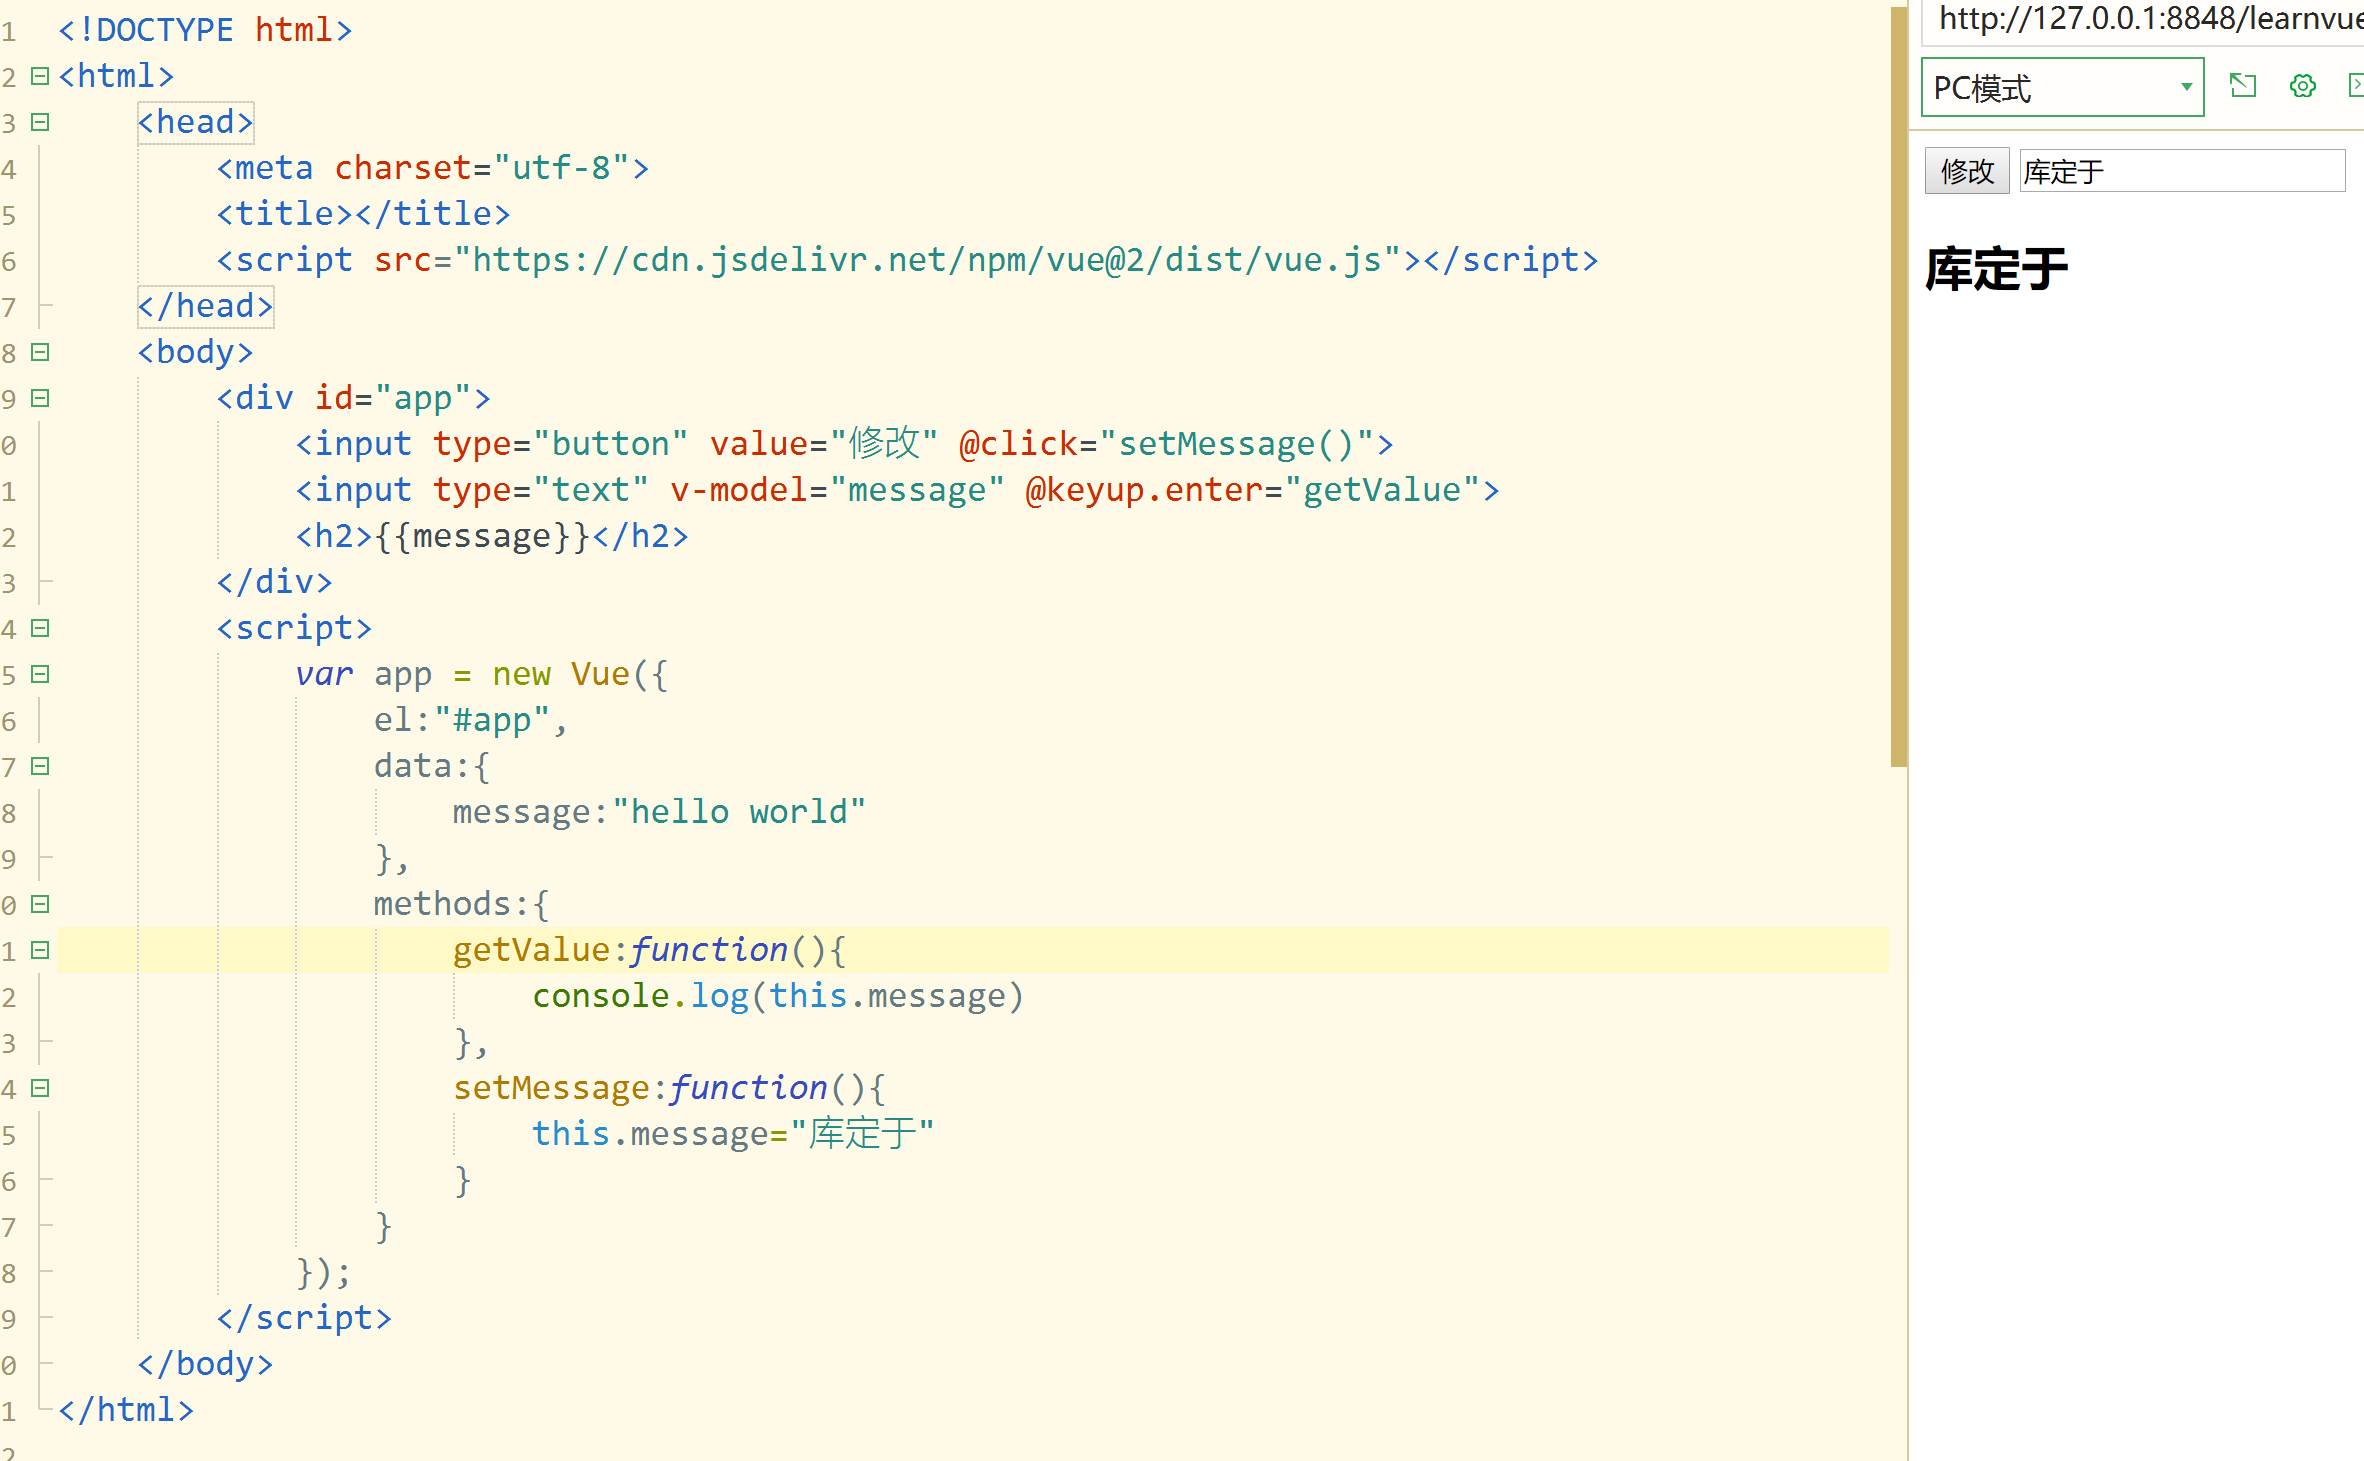 1 <!DOCTYPE html>
2 <html>
3 <head>
4 <meta charset="utf-8">
5 <title></title>
6 <script src="https://cdn.jsdelivr.net/npm/vue@2/dist/vue.js"></script>
7 </head>
8 <body>
9 <div id="app">
0 <input type="button" value="修改" @click="setMessage()">
1 <input type="text" v-model="message" @keyup.enter="getValue">
2 <h2>{{message}}</h2>
3 </div>
4 <script>
5 var app = new Vue({
6 el:"#app",
7 data:{
8 message:"hello world"
9 },
0 methods:{
1 getValue:function(){
2 console.log(this.message)
3 },
4 setMessage:function(){
5 this.message="库定于"
6 }
7 }
8 });
9 </script>
0 </body>
1 </html>
2
http://127.0.0.1:8848/learnvue
PC模式
修改 库定于
库定于